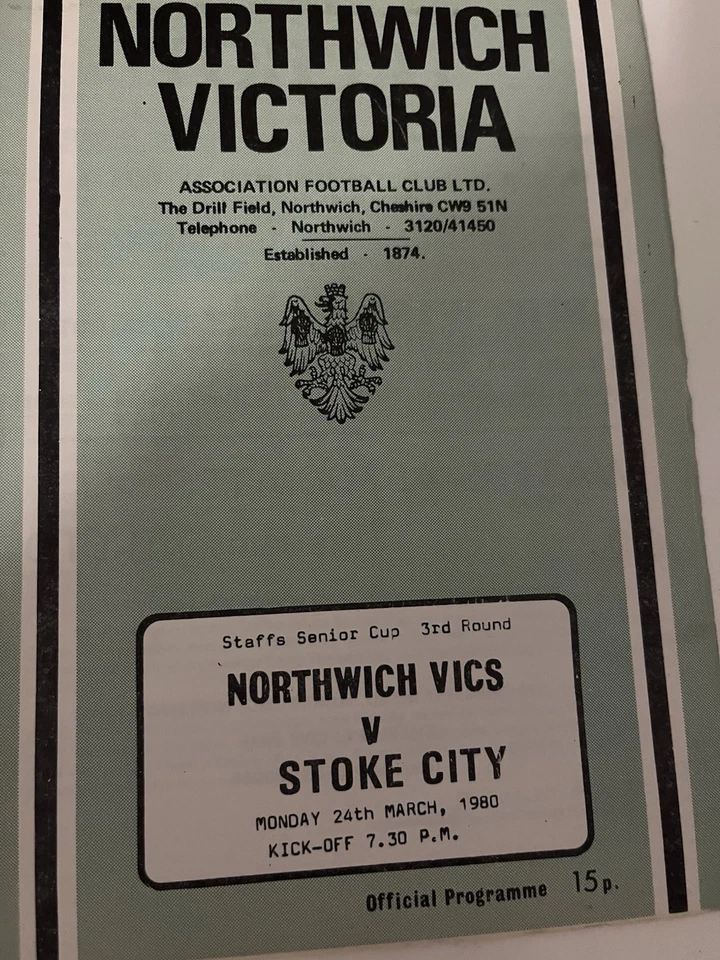 NORTHWICH
VICTORIA
ASSOCIATION FOOTBALL CLUB LTD.
The Drill Field, Northwich, Cheshire CW9 51N
Telephone - Northwich - 3120/41450
Established - 1874.
Staffs Senior Cup 3rd Round
NORTHWICH VICS
V
STOKE CITY
MONDAY 24th MARCH, 1980
KICK-OFF 7.30 P.M.
Official Programme 15p.